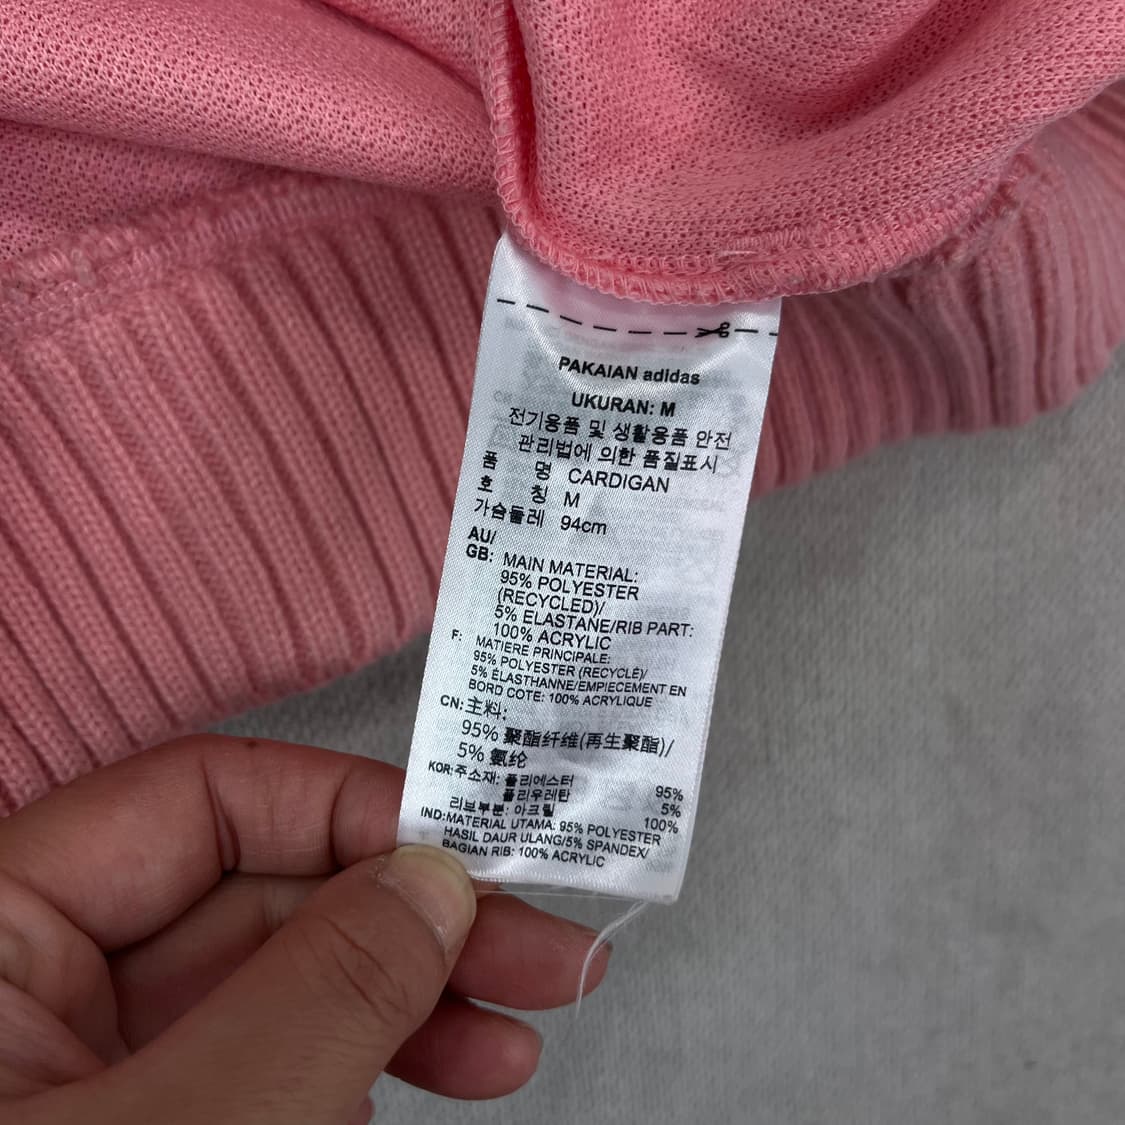 PAKAIAN adidas
UKURAN: M
전기용품 및 생활용품 안전
관리법에 의한 품질표시
품 명 CARDIGAN
호 칭 M
가슴둘레 94cm
AU/
GB: MAIN MATERIAL:
95% POLYESTER
(RECYCLED)/
5% ELASTANE/RIB PART:
100% ACRYLIC
F: MATIERE PRINCIPALE:
95% POLYESTER (RECYCLÉ)/
5% ÉLASTHANNE/EMPIECEMENT EN
BORD COTE: 100% ACRYLIQUE
CN: 主料:
95% 聚酯纤维(再生聚酯)/
5% 氨纶
KOR: 주소재: 폴리에스터 95%
폴리우레탄 5%
리브부분: 아크릴 100%
IND: MATERIAL UTAMA: 95% POLYESTER
HASIL DAUR ULANG/5% SPANDEX/
BAGIAN RIB: 100% ACRYLIC